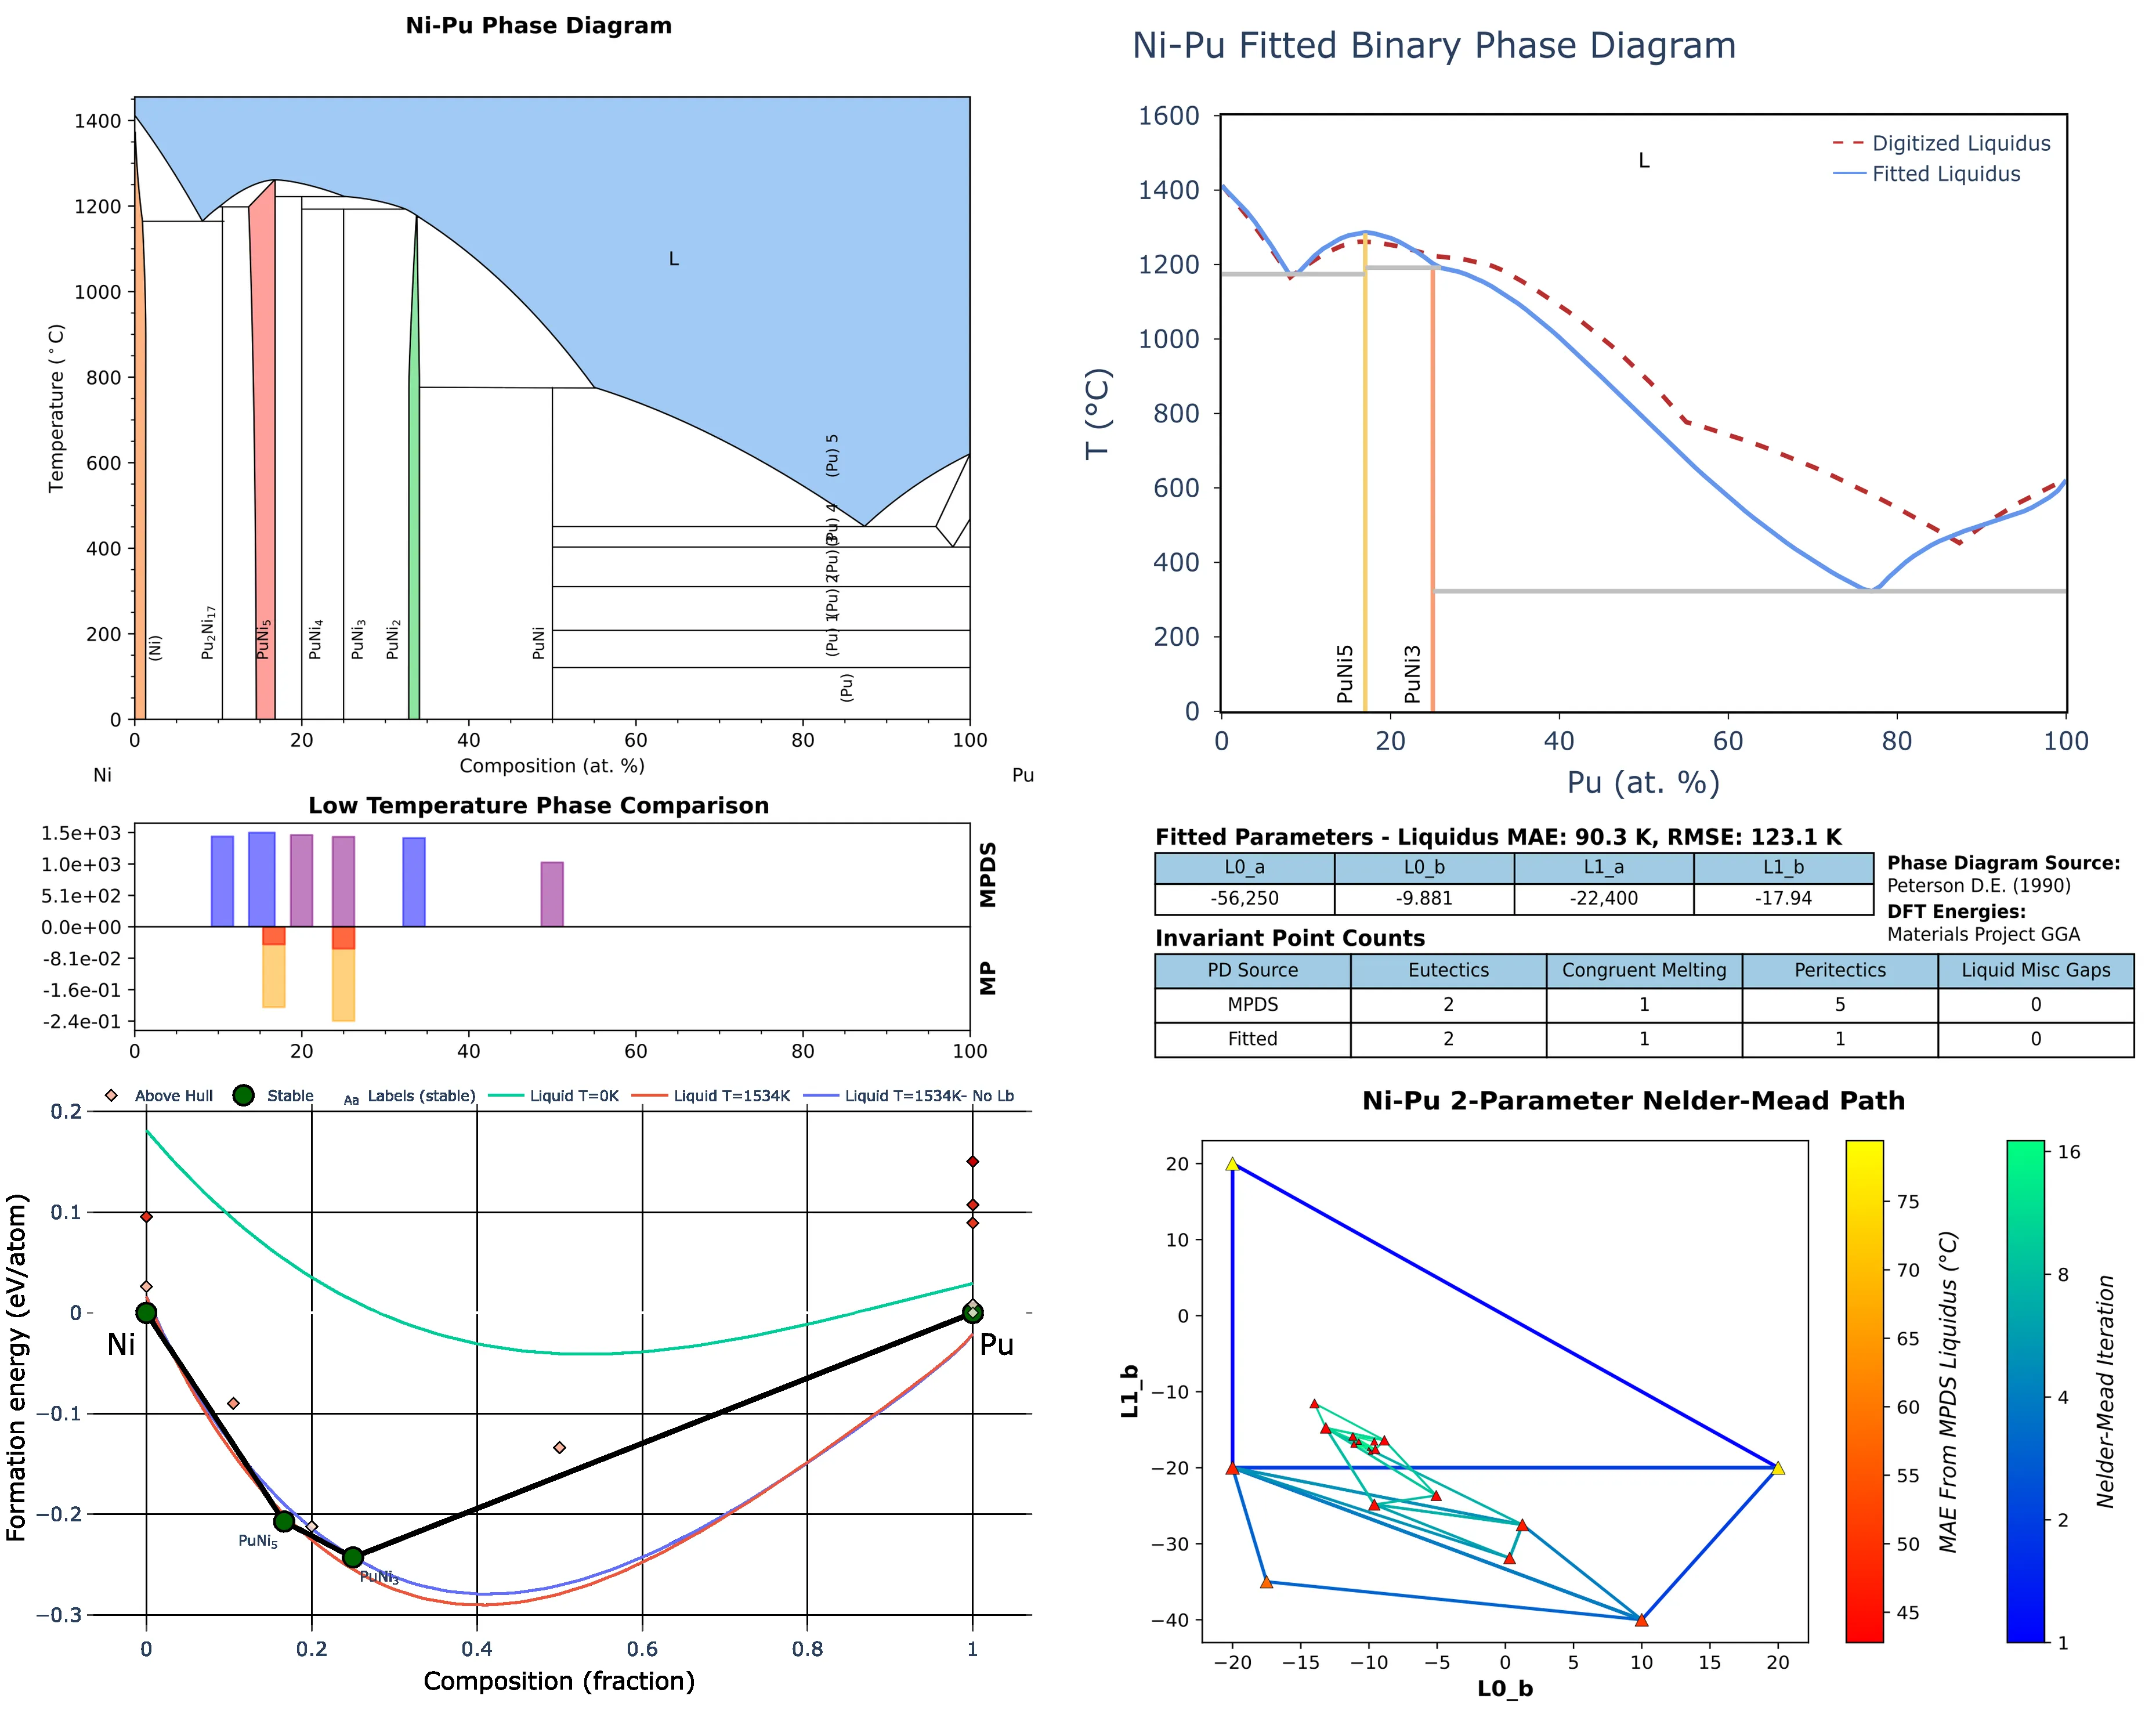 Ni-Pu Phase Diagram
Temperature (°C)
1400
1200
1000
800
600
400
200
0
L
(Ni)
Pu₂Ni₁₇
PuNi₅
PuNi₄
PuNi₃
PuNi₂
PuNi
(Pu) 5
(Pu) 4
(Pu) 3
(Pu) 2
(Pu) 1
(Pu)
0 20 40 60 80 100
Composition (at. %)
Ni Pu
Ni-Pu Fitted Binary Phase Diagram
T (°C)
1600
1400
1200
1000
800
600
400
200
0
L
Digitized Liquidus
Fitted Liquidus
PuNi5
PuNi3
0 20 40 60 80 100
Pu (at. %)
Low Temperature Phase Comparison
1.5e+03
1.0e+03
5.1e+02
0.0e+00
-8.1e-02
-1.6e-01
-2.4e-01
MPDS
MP
0 20 40 60 80 100
Fitted Parameters - Liquidus MAE: 90.3 K, RMSE: 123.1 K
L0_a L0_b L1_a L1_b
-56,250 -9.881 -22,400 -17.94
Phase Diagram Source:
Peterson D.E. (1990)
DFT Energies:
Materials Project GGA
Invariant Point Counts
PD Source Eutectics Congruent Melting Peritectics Liquid Misc Gaps
MPDS 2 1 5 0
Fitted 2 1 1 0
Above Hull Stable Aa Labels (stable) Liquid T=0K Liquid T=1534K Liquid T=1534K- No Lb
Formation energy (eV/atom)
0.2
0.1
0
−0.1
−0.2
−0.3
Ni
Pu
PuNi₅
PuNi₃
0 0.2 0.4 0.6 0.8 1
Composition (fraction)
Ni-Pu 2-Parameter Nelder-Mead Path
L1_b
20
10
0
−10
−20
−30
−40
−20 −15 −10 −5 0 5 10 15 20
L0_b
75
70
65
60
55
50
45
MAE From MPDS Liquidus (°C)
16
8
4
2
1
Nelder-Mead Iteration